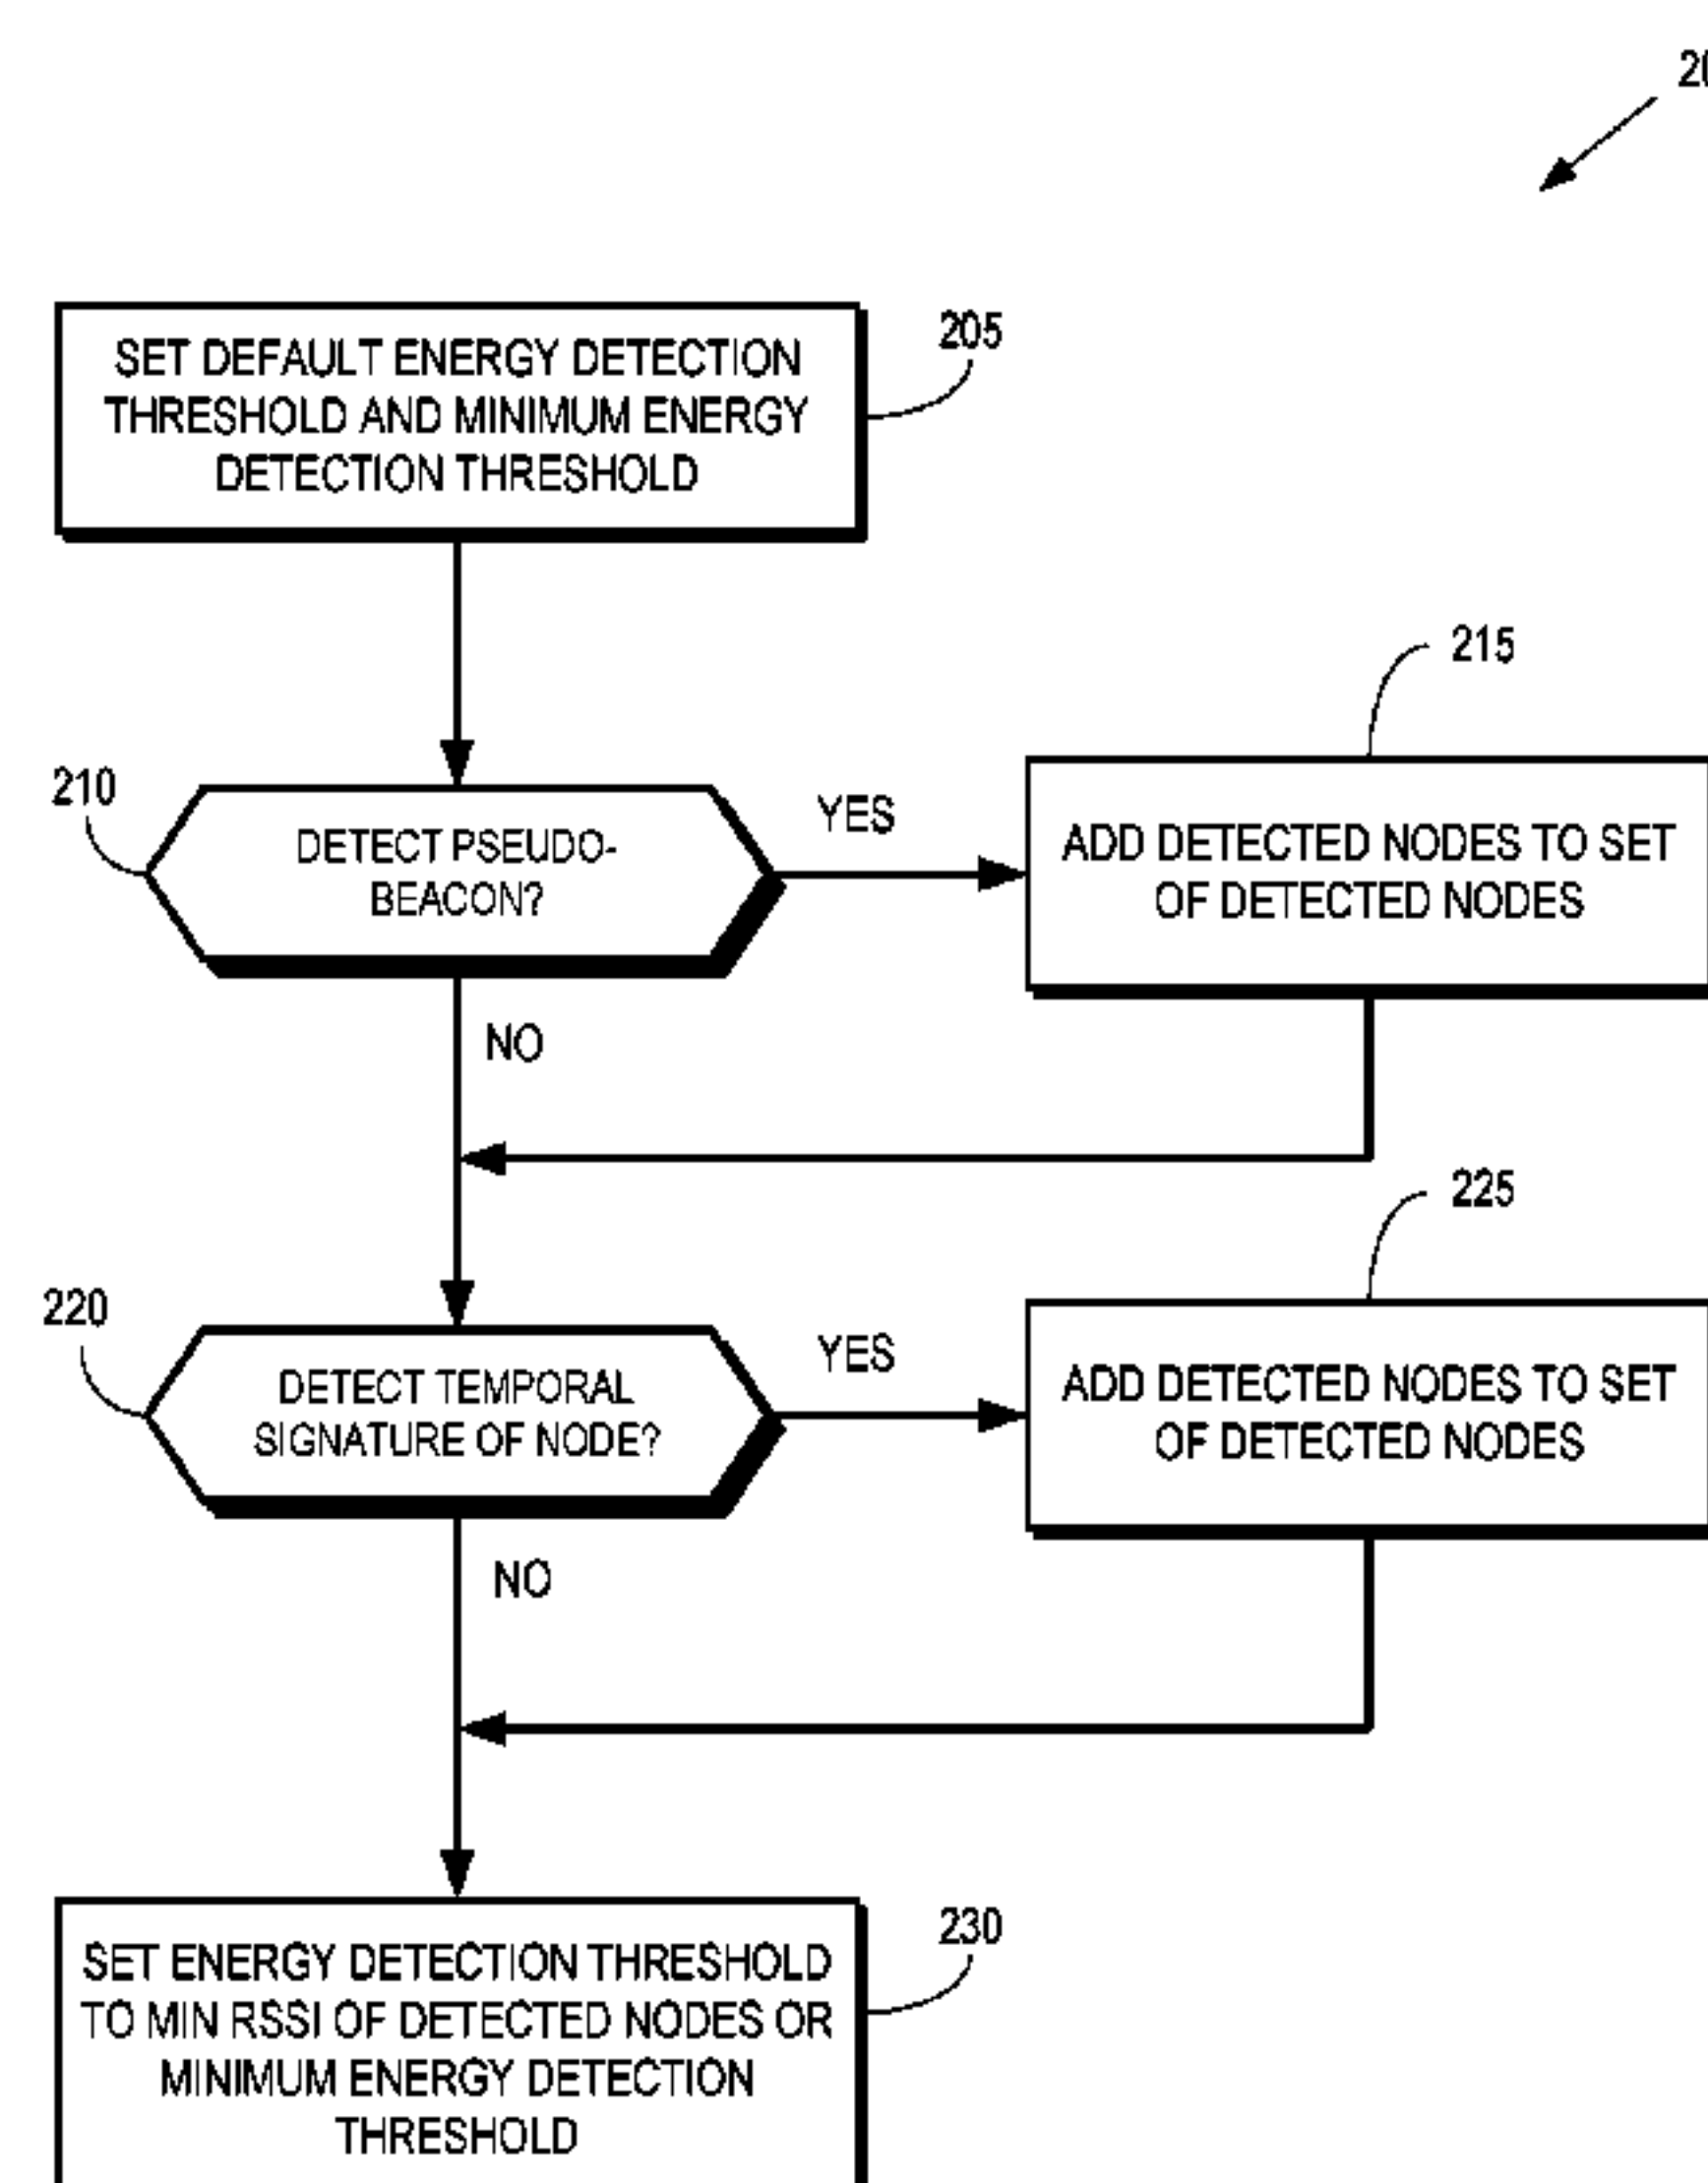 SET DEFAULT ENERGY DETECTION
THRESHOLD AND MINIMUM ENERGY
DETECTION THRESHOLD
205
215
210
DETECT PSEUDO-
BEACON?
YES
ADD DETECTED NODES TO SET
OF DETECTED NODES
NO
225
220
DETECT TEMPORAL
SIGNATURE OF NODE?
YES
ADD DETECTED NODES TO SET
OF DETECTED NODES
NO
230
SET ENERGY DETECTION THRESHOLD
TO MIN RSSI OF DETECTED NODES OR
MINIMUM ENERGY DETECTION
THRESHOLD